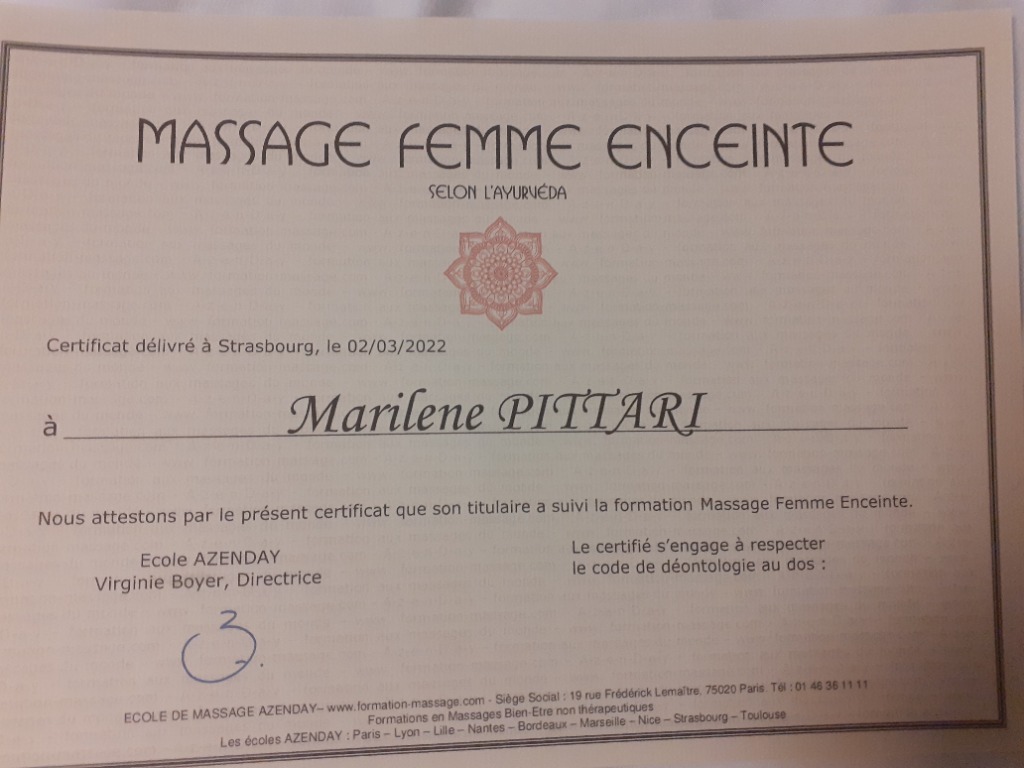 MASSAGE FEMME ENCEINTE
SELON L'AYURVÉDA
Certificat délivré à Strasbourg, le 02/03/2022
à Marilene PITTARI
Nous attestons par le présent certificat que son titulaire a suivi la formation Massage Femme Enceinte.
Ecole AZENDAY
Virginie Boyer, Directrice
Le certifié s'engage à respecter
le code de déontologie au dos :
ECOLE DE MASSAGE AZENDAY– www.formation-massage.com - Siège Social : 19 rue Frédérick Lemaître, 75020 Paris. Tél : 01 46 36 11 11
Formations en Massages Bien-Etre non thérapeutiques
Les écoles AZENDAY : Paris – Lyon – Lille – Nantes – Bordeaux – Marseille – Nice – Strasbourg – Toulouse